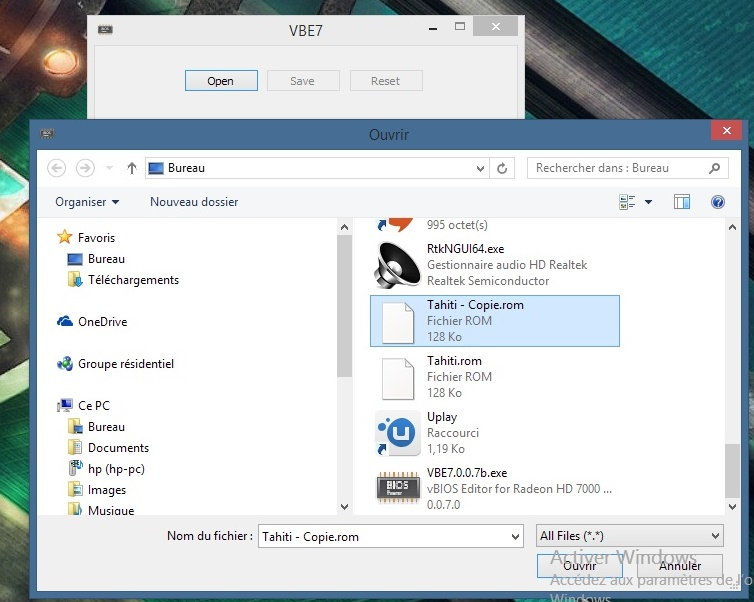 VBE7
Open Save Reset
Ouvrir
Bureau
Rechercher dans : Bureau
Organiser
Nouveau dossier
Favoris
Bureau
Téléchargements
OneDrive
Groupe résidentiel
Ce PC
Bureau
Documents
hp (hp-pc)
Images
Musique
995 octet(s)
RtkNGUI64.exe
Gestionnaire audio HD Realtek
Realtek Semiconductor
Tahiti - Copie.rom
Fichier ROM
128 Ko
Tahiti.rom
Fichier ROM
128 Ko
Uplay
Raccourci
1,19 Ko
BIOS
VBE7.0.0.7b.exe
vBIOS Editor for Radeon HD 7000 ...
0.0.7.0
Nom du fichier : Tahiti - Copie.rom
All Files (*.*)
Ouvrir Annuler
Activer Windows
Accédez aux paramètres de l'o
Windows